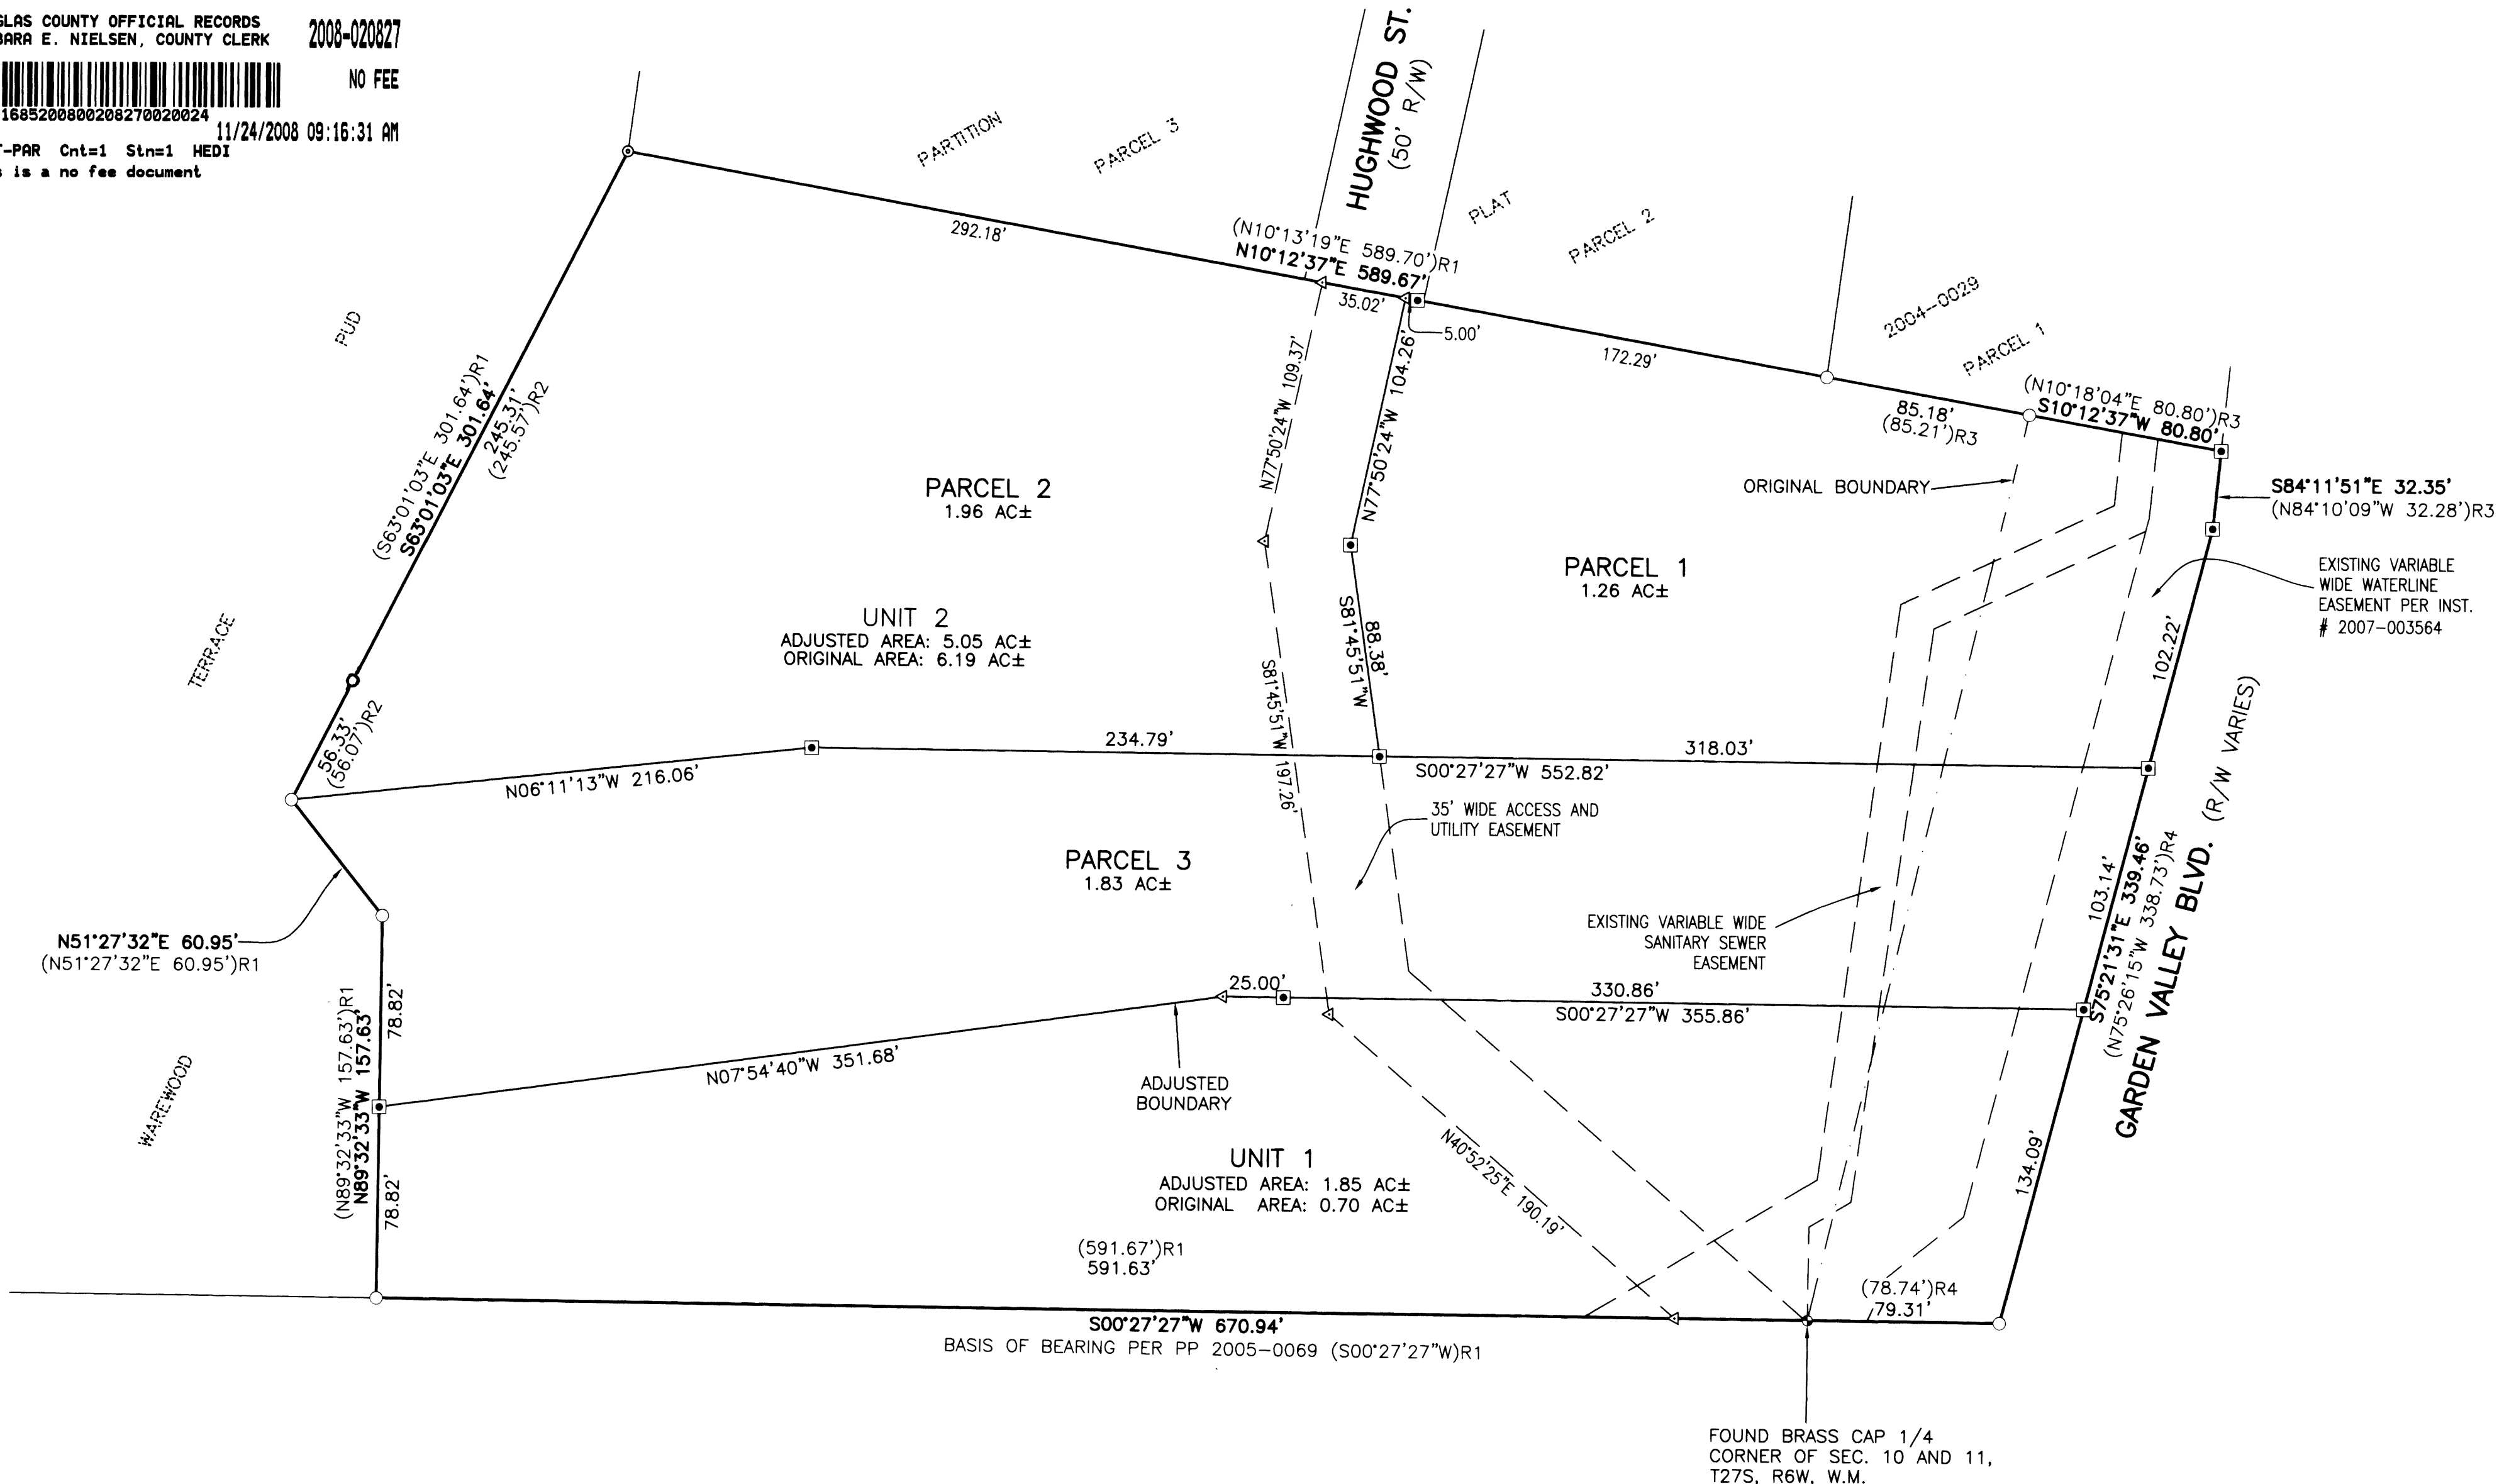 GLAS COUNTY OFFICIAL RECORDS
BARA E. NIELSEN, COUNTY CLERK
2008-020827
NO FEE
1685200800208270020024
11/24/2008 09:16:31 AM
T-PAR Cnt=1 Stn=1 HEDI
s is a no fee document
HUGHWOOD ST.
(50' R/W)
PARTITION
PARCEL 3
PLAT
PARCEL 2
2004-0029
PARCEL 1
292.18'
(N10°13'19"E 589.70')R1
N10°12'37"E 589.67'
35.02'
5.00'
172.29'
85.18'
(85.21')R3
(N10°18'04"E 80.80')R3
S10°12'37"W 80.80'
PUD
TERRACE
WAREWOOD
(S63°01'03"E 301.64')R1
S63°01'03"E 301.64'
245.31'
(245.57')R2
56.33'
(56.07')R2
N77°50'24"W 109.37'
N77°50'24"W 104.26'
PARCEL 2
1.96 AC±
PARCEL 1
1.26 AC±
ORIGINAL BOUNDARY
S84°11'51"E 32.35'
(N84°10'09"W 32.28')R3
EXISTING VARIABLE
WIDE WATERLINE
EASEMENT PER INST.
# 2007-003564
UNIT 2
ADJUSTED AREA: 5.05 AC±
ORIGINAL AREA: 6.19 AC±
S81°45'51"W
88.38'
S81°45'51"W 197.26'
102.22'
234.79'
318.03'
S00°27'27"W 552.82'
N06°11'13"W 216.06'
35' WIDE ACCESS AND
UTILITY EASEMENT
PARCEL 3
1.83 AC±
103.14'
S75°21'31"E 339.46'
(N75°26'15"W 338.73')R4
GARDEN VALLEY BLVD. (R/W VARIES)
N51°27'32"E 60.95'
(N51°27'32"E 60.95')R1
EXISTING VARIABLE WIDE
SANITARY SEWER
EASEMENT
25.00'
330.86'
S00°27'27"W 355.86'
(N89°32'33"W 157.63')R1
N89°32'33"W 157.63'
78.82'
78.82'
N07°54'40"W 351.68'
ADJUSTED
BOUNDARY
134.09'
N40°52'25"E 190.19'
UNIT 1
ADJUSTED AREA: 1.85 AC±
ORIGINAL AREA: 0.70 AC±
(591.67')R1
591.63'
(78.74')R4
79.31'
S00°27'27"W 670.94'
BASIS OF BEARING PER PP 2005-0069 (S00°27'27"W)R1
FOUND BRASS CAP 1/4
CORNER OF SEC. 10 AND 11,
T27S, R6W, W.M.